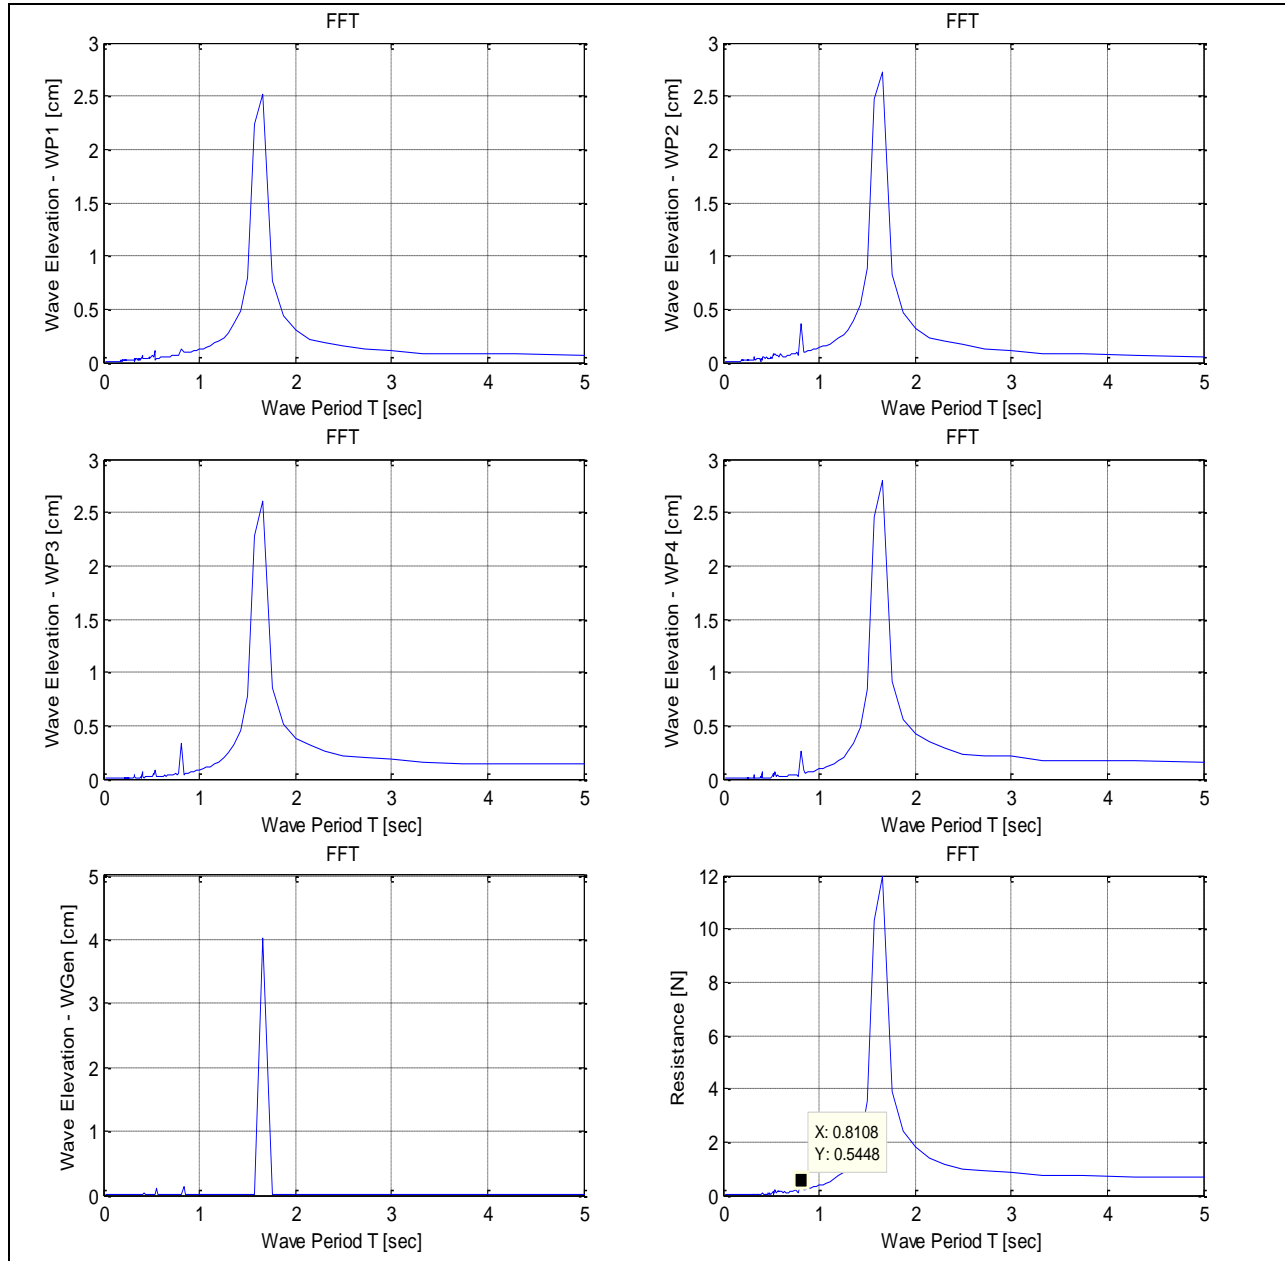 FFT
3
2.5
2
1.5
1
0.5
0
Wave Elevation - WP1 [cm]
0 1 2 3 4 5
Wave Period T [sec]
FFT
3
2.5
2
1.5
1
0.5
0
Wave Elevation - WP2 [cm]
0 1 2 3 4 5
Wave Period T [sec]
FFT
3
2.5
2
1.5
1
0.5
0
Wave Elevation - WP3 [cm]
0 1 2 3 4 5
Wave Period T [sec]
FFT
3
2.5
2
1.5
1
0.5
0
Wave Elevation - WP4 [cm]
0 1 2 3 4 5
Wave Period T [sec]
FFT
5
4
3
2
1
0
Wave Elevation - WGen [cm]
0 1 2 3 4 5
Wave Period T [sec]
FFT
12
10
8
6
4
2
0
Resistance [N]
X: 0.8108
Y: 0.5448
0 1 2 3 4 5
Wave Period T [sec]